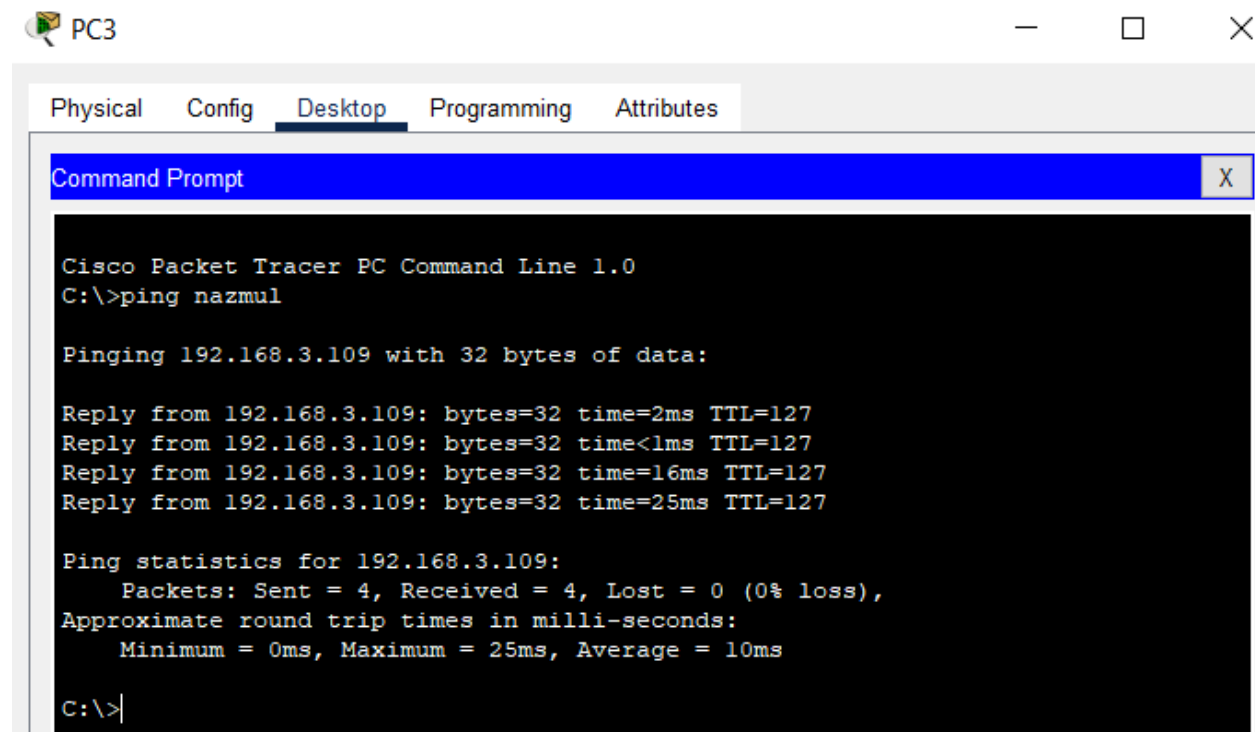 PC3
Physical Config Desktop Programming Attributes
Command Prompt X
Cisco Packet Tracer PC Command Line 1.0
C:\>ping nazmul
Pinging 192.168.3.109 with 32 bytes of data:
Reply from 192.168.3.109: bytes=32 time=2ms TTL=127
Reply from 192.168.3.109: bytes=32 time<1ms TTL=127
Reply from 192.168.3.109: bytes=32 time=16ms TTL=127
Reply from 192.168.3.109: bytes=32 time=25ms TTL=127
Ping statistics for 192.168.3.109:
Packets: Sent = 4, Received = 4, Lost = 0 (0% loss),
Approximate round trip times in milli-seconds:
Minimum = 0ms, Maximum = 25ms, Average = 10ms
C:\>